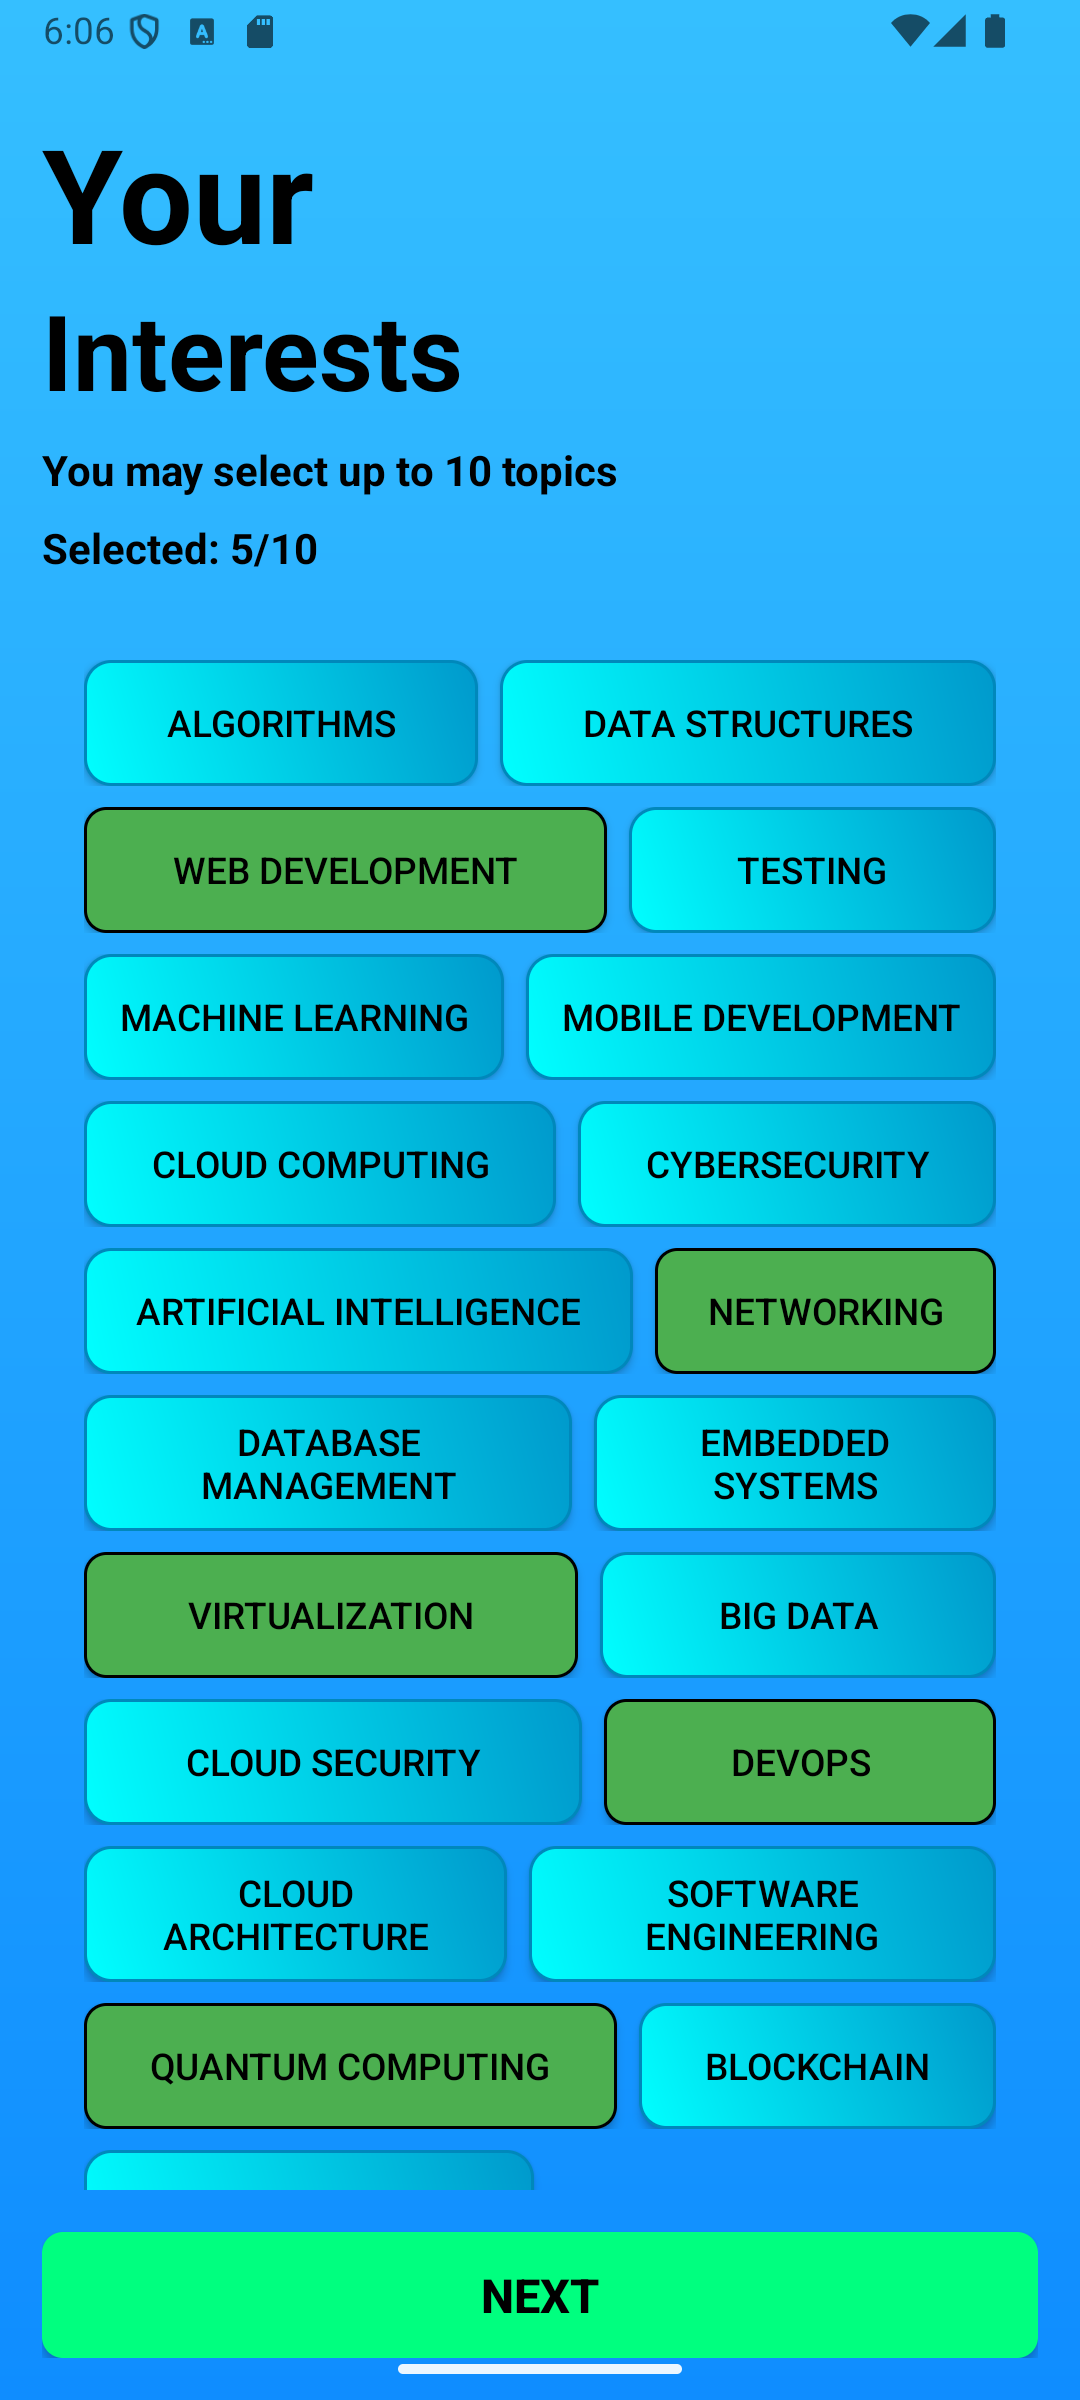 6:06
Your
Interests
You may select up to 10 topics
Selected: 5/10
ALGORITHMS
DATA STRUCTURES
WEB DEVELOPMENT
TESTING
MACHINE LEARNING
MOBILE DEVELOPMENT
CLOUD COMPUTING
CYBERSECURITY
ARTIFICIAL INTELLIGENCE
NETWORKING
DATABASE
MANAGEMENT
EMBEDDED
SYSTEMS
VIRTUALIZATION
BIG DATA
CLOUD SECURITY
DEVOPS
CLOUD
ARCHITECTURE
SOFTWARE
ENGINEERING
QUANTUM COMPUTING
BLOCKCHAIN
NEXT